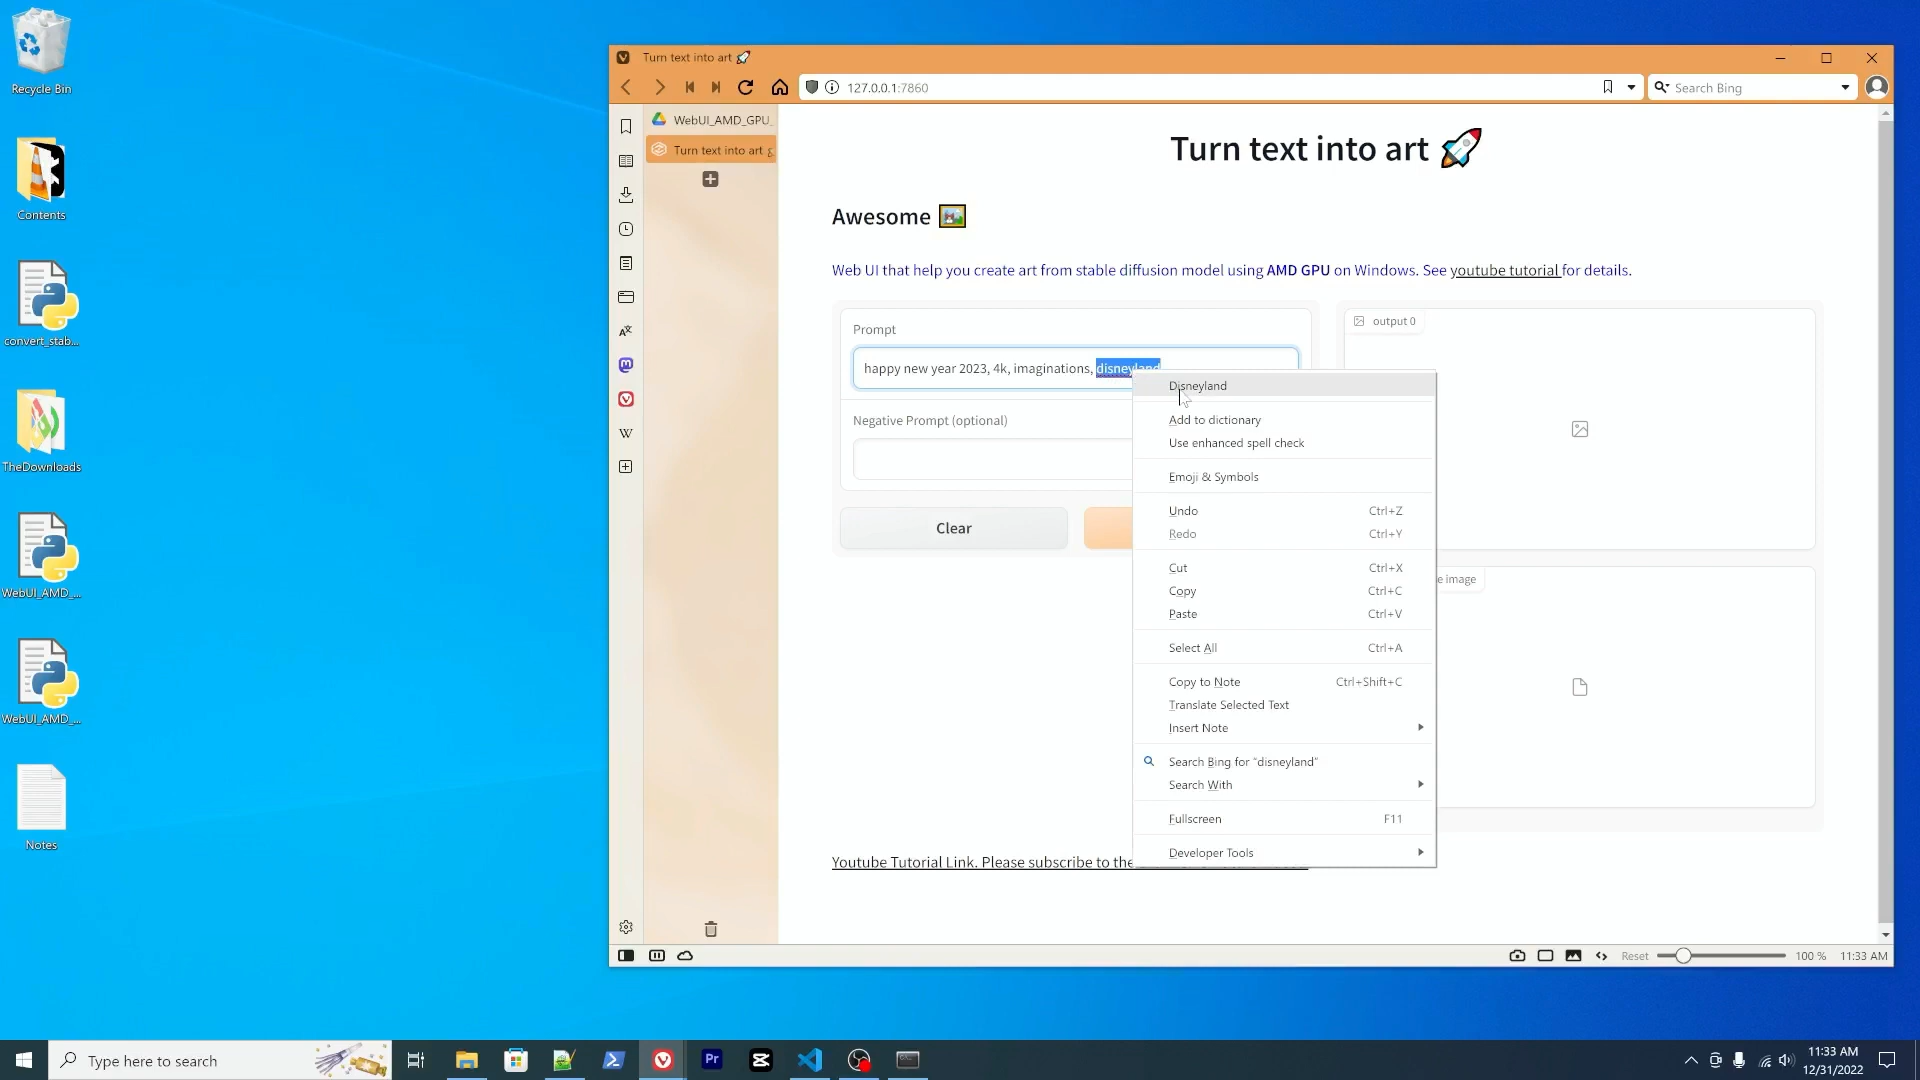 Recycle Bin
Contents
convert_stab...
TheDownloads
WebUI_AMD_...
WebUI_AMD_...
Notes
Turn text into art 🚀
127.0.0.1:7860
Search Bing
WebUI_AMD_GPU_
Turn text into art
Turn text into art 🚀
Awesome 🖼️
Web UI that help you create art from stable diffusion model using AMD GPU on Windows. See youtube tutorial for details.
Prompt
happy new year 2023, 4k, imaginations, disneyland
Negative Prompt (optional)
Clear
output 0
e image
Disneyland
Add to dictionary
Use enhanced spell check
Emoji & Symbols
Undo Ctrl+Z
Redo Ctrl+Y
Cut Ctrl+X
Copy Ctrl+C
Paste Ctrl+V
Select All Ctrl+A
Copy to Note Ctrl+Shift+C
Translate Selected Text
Insert Note
Search Bing for "disneyland"
Search With
Fullscreen F11
Developer Tools
Youtube Tutorial Link. Please subscribe to the
Reset 100 % 11:33 AM
Type here to search
Pr
11:33 AM
12/31/2022